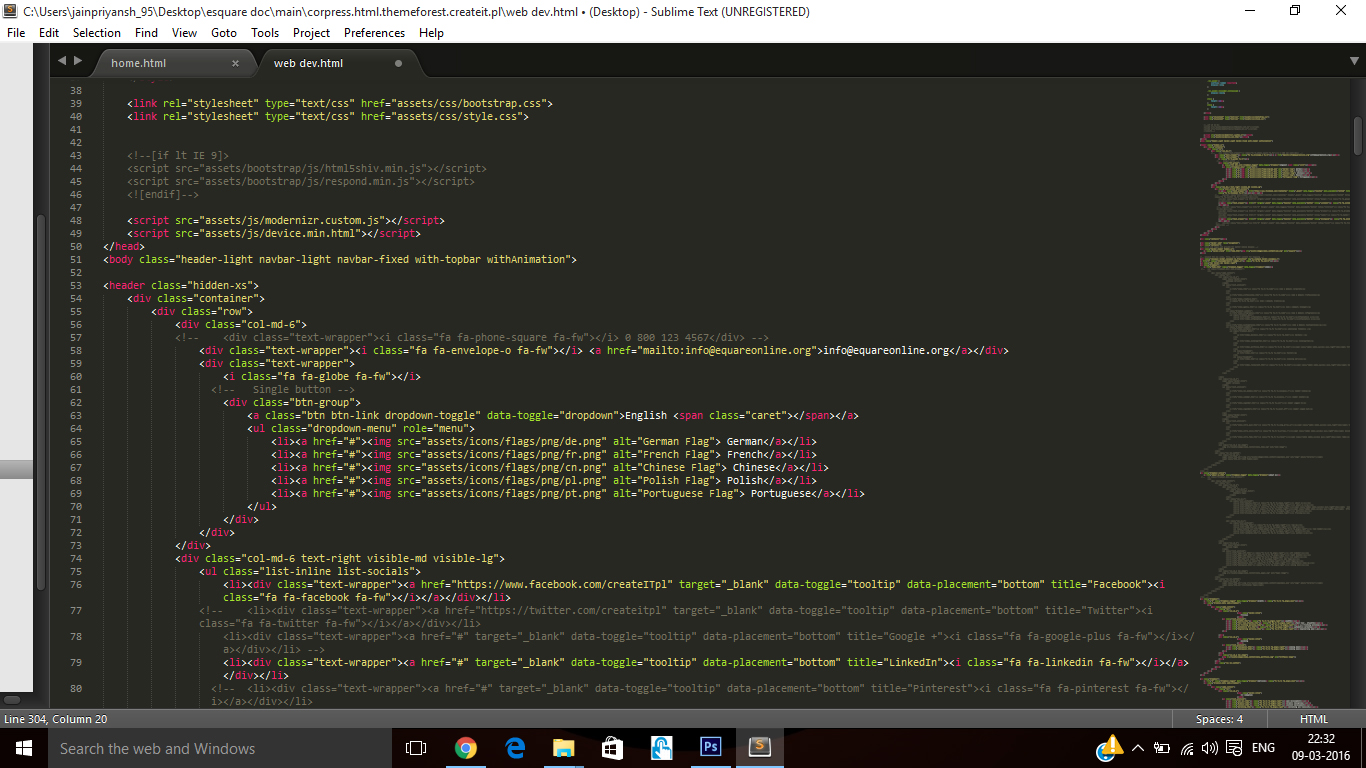 C:\Users\jainpriyansh_95\Desktop\esquare doc\main\corpress.html.themeforest.createit.pl\web dev.html • (Desktop) - Sublime Text (UNREGISTERED)
File Edit Selection Find View Goto Tools Project Preferences Help
home.html × web dev.html
38
39 <link rel="stylesheet" type="text/css" href="assets/css/bootstrap.css">
40 <link rel="stylesheet" type="text/css" href="assets/css/style.css">
41
42
43 <!--[if lt IE 9]>
44 <script src="assets/bootstrap/js/html5shiv.min.js"></script>
45 <script src="assets/bootstrap/js/respond.min.js"></script>
46 <![endif]-->
47
48 <script src="assets/js/modernizr.custom.js"></script>
49 <script src="assets/js/device.min.html"></script>
50 </head>
51 <body class="header-light navbar-light navbar-fixed with-topbar withAnimation">
52
53 <header class="hidden-xs">
54 <div class="container">
55 <div class="row">
56 <div class="col-md-6">
57 <!-- <div class="text-wrapper"><i class="fa fa-phone-square fa-fw"></i> 0 800 123 4567</div> -->
58 <div class="text-wrapper"><i class="fa fa-envelope-o fa-fw"></i> <a href="mailto:info@equareonline.org">info@equareonline.org</a></div>
59 <div class="text-wrapper">
60 <i class="fa fa-globe fa-fw"></i>
61 <!-- Single button -->
62 <div class="btn-group">
63 <a class="btn btn-link dropdown-toggle" data-toggle="dropdown">English <span class="caret"></span></a>
64 <ul class="dropdown-menu" role="menu">
65 <li><a href="#"><img src="assets/icons/flags/png/de.png" alt="German Flag"> German</a></li>
66 <li><a href="#"><img src="assets/icons/flags/png/fr.png" alt="French Flag"> French</a></li>
67 <li><a href="#"><img src="assets/icons/flags/png/cn.png" alt="Chinese Flag"> Chinese</a></li>
68 <li><a href="#"><img src="assets/icons/flags/png/pl.png" alt="Polish Flag"> Polish</a></li>
69 <li><a href="#"><img src="assets/icons/flags/png/pt.png" alt="Portuguese Flag"> Portuguese</a></li>
70 </ul>
71 </div>
72 </div>
73 </div>
74 <div class="col-md-6 text-right visible-md visible-lg">
75 <ul class="list-inline list-socials">
76 <li><div class="text-wrapper"><a href="https://www.facebook.com/createITpl" target="_blank" data-toggle="tooltip" data-placement="bottom" title="Facebook"><i
class="fa fa-facebook fa-fw"></i></a></div></li>
77 <!-- <li><div class="text-wrapper"><a href="https://twitter.com/createitpl" target="_blank" data-toggle="tooltip" data-placement="bottom" title="Twitter"><i
class="fa fa-twitter fa-fw"></i></a></div></li>
78 <li><div class="text-wrapper"><a href="#" target="_blank" data-toggle="tooltip" data-placement="bottom" title="Google +"><i class="fa fa-google-plus fa-fw"></i></
a></div></li> -->
79 <li><div class="text-wrapper"><a href="#" target="_blank" data-toggle="tooltip" data-placement="bottom" title="LinkedIn"><i class="fa fa-linkedin fa-fw"></i></a>
</div></li>
80 <!-- <li><div class="text-wrapper"><a href="#" target="_blank" data-toggle="tooltip" data-placement="bottom" title="Pinterest"><i class="fa fa-pinterest fa-fw"></
i></a></div></li>
Line 304, Column 20 Spaces: 4 HTML
Search the web and Windows Ps ENG 22:32
09-03-2016